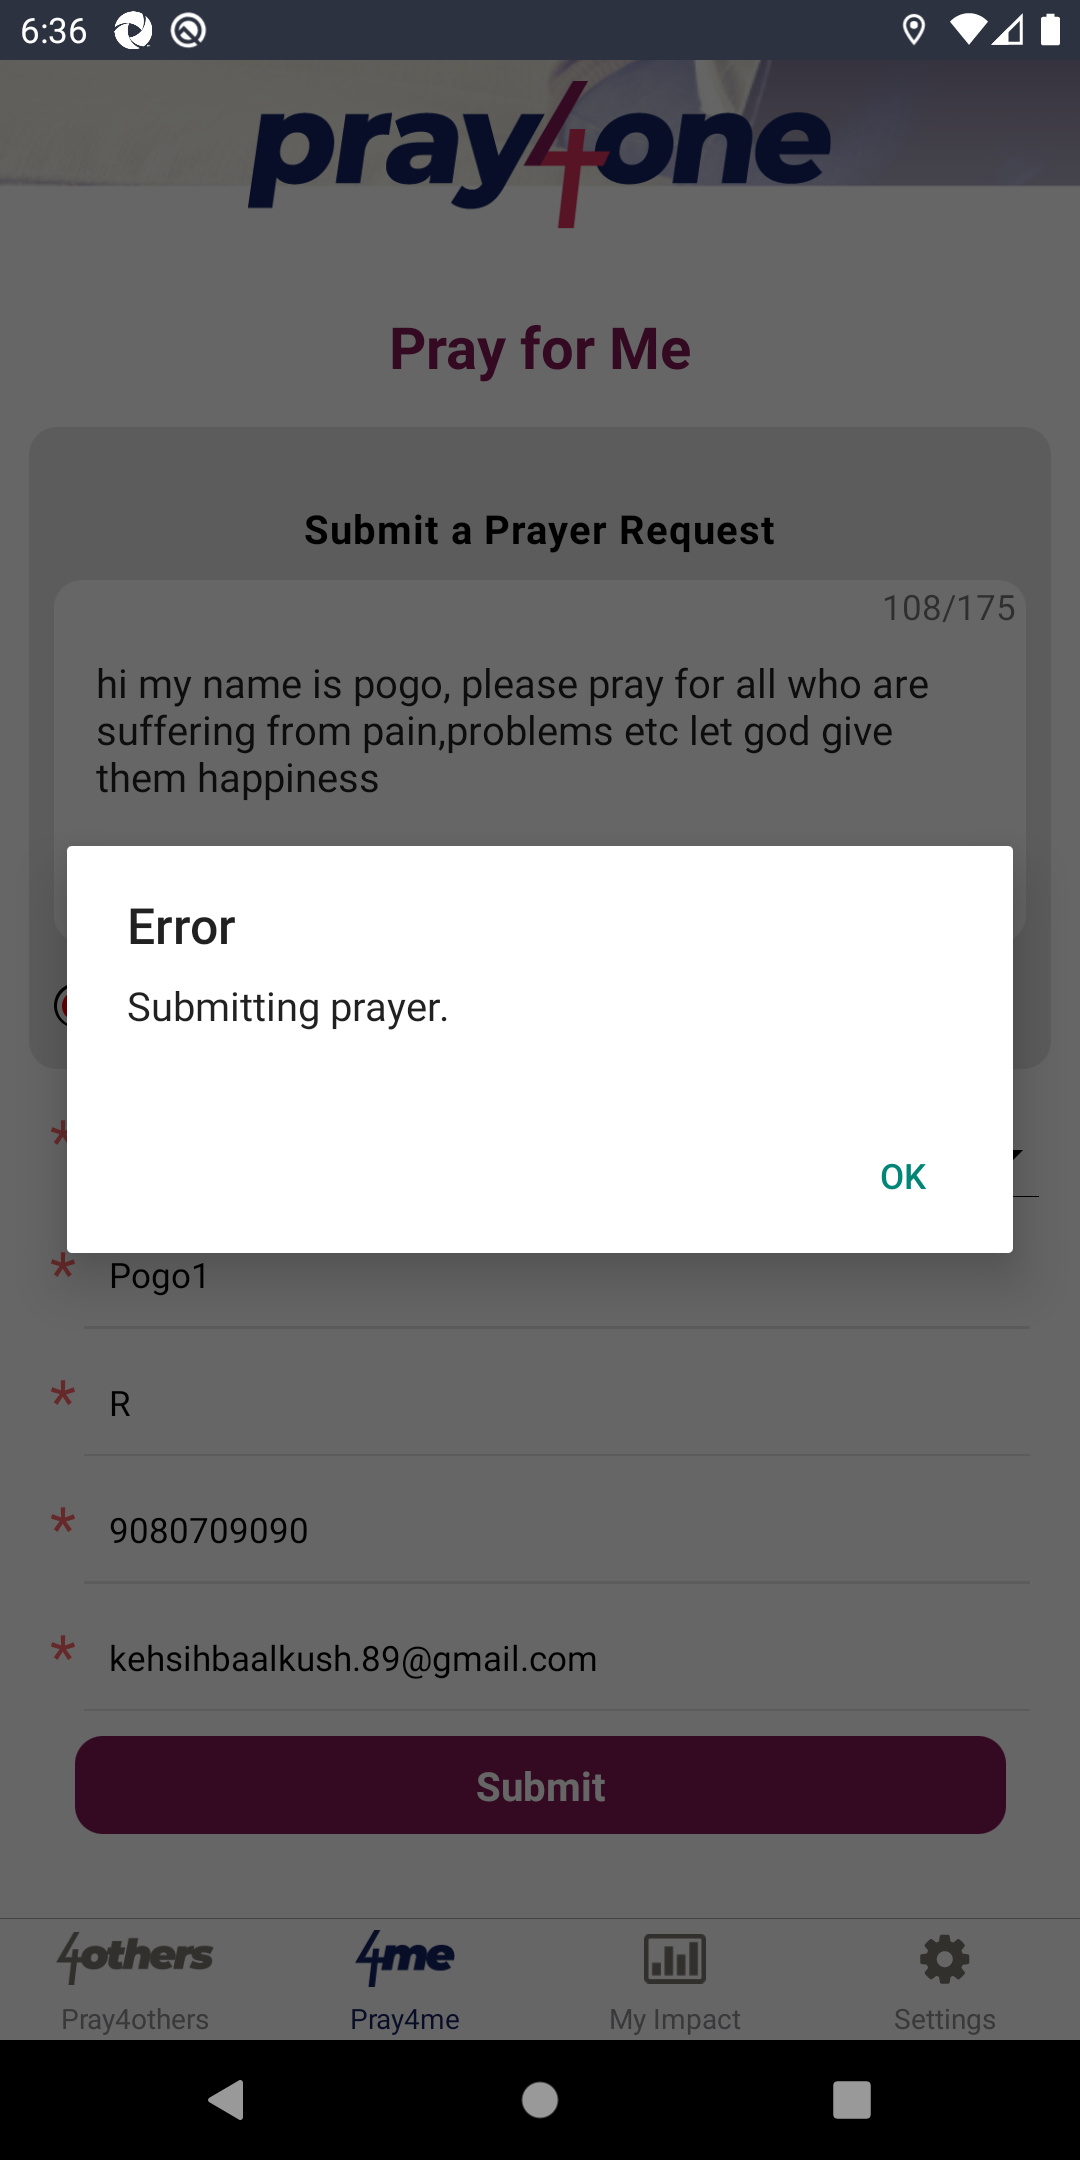 6:36
pray4one
Pray for Me
Submit a Prayer Request
108/175
hi my name is pogo, please pray for all who are
suffering from pain,problems etc let god give
them happiness
Error
Submitting prayer.
OK
*
* Pogo1
* R
* 9080709090
* kehsihbaalkush.89@gmail.com
Submit
4others 4me
Pray4others Pray4me My Impact Settings